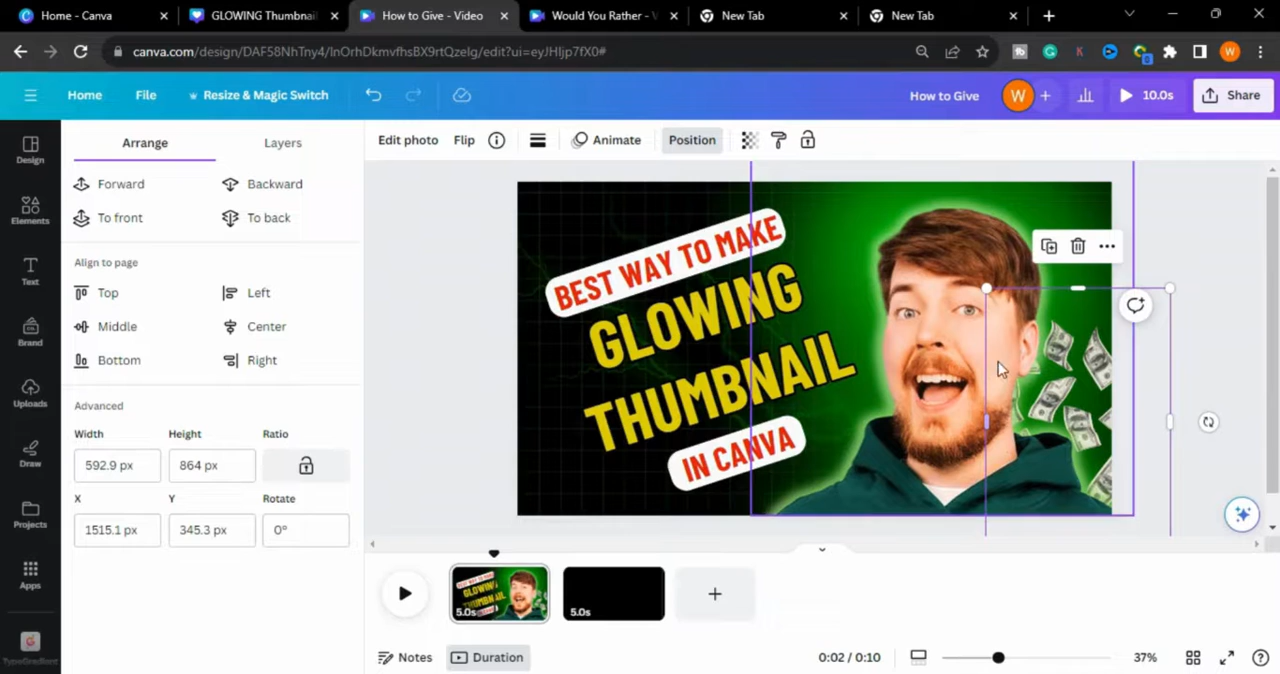 How to - Canva
GLOWING Thumbnail
How to Give - Video
Would You Rather - V
New Tab
New Tab
canva.com/design/DAF58NhTny4/lnOrhDkmvfhsBX9rtQzelg/edit?ui=eyJHIjp7fX0#
Home
File
Resize & Magic Switch
How to Give
W
10.0s
Share
Design
Elements
Text
Brand
Uploads
Draw
Projects
Apps
TypeGradient
Arrange
Layers
Forward
Backward
To front
To back
Align to page
Top
Left
Middle
Center
Bottom
Right
Advanced
Width
Height
Ratio
592.9 px
864 px
X
Y
Rotate
1515.1 px
345.3 px
0°
Edit photo
Flip
Animate
Position
BEST WAY TO MAKE
GLOWING
THUMBNAIL
IN CANVA
5.0s
5.0s
Notes
Duration
0:02 / 0:10
37%